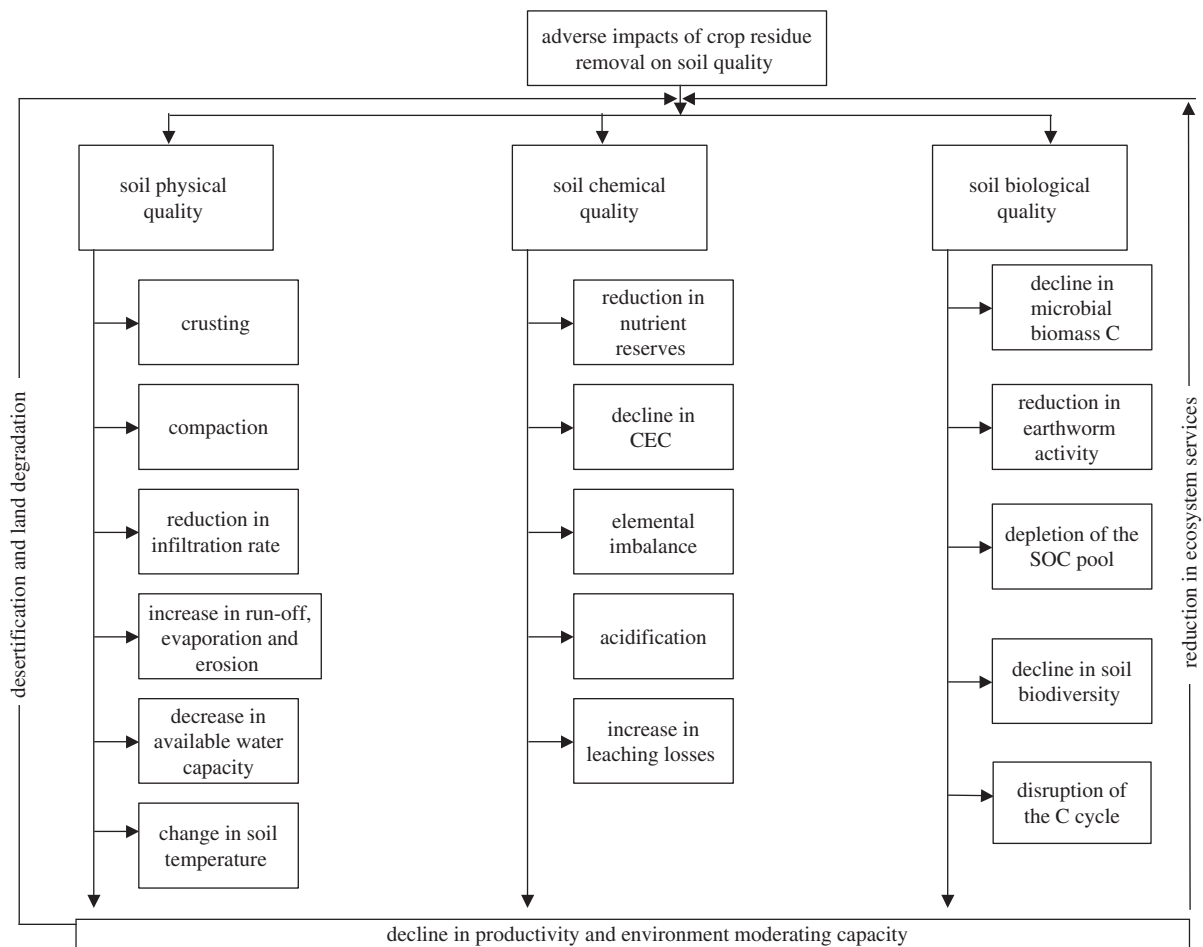 adverse impacts of crop residue
removal on soil quality
soil physical
quality
soil chemical
quality
soil biological
quality
crusting
compaction
reduction in
infiltration rate
increase in run-off,
evaporation and
erosion
decrease in
available water
capacity
change in soil
temperature
reduction in
nutrient
reserves
decline in
CEC
elemental
imbalance
acidification
increase in
leaching losses
decline in
microbial
biomass C
reduction in
earthworm
activity
depletion of the
SOC pool
decline in soil
biodiversity
disruption of
the C cycle
desertification and land degradation
reduction in ecosystem services
decline in productivity and environment moderating capacity